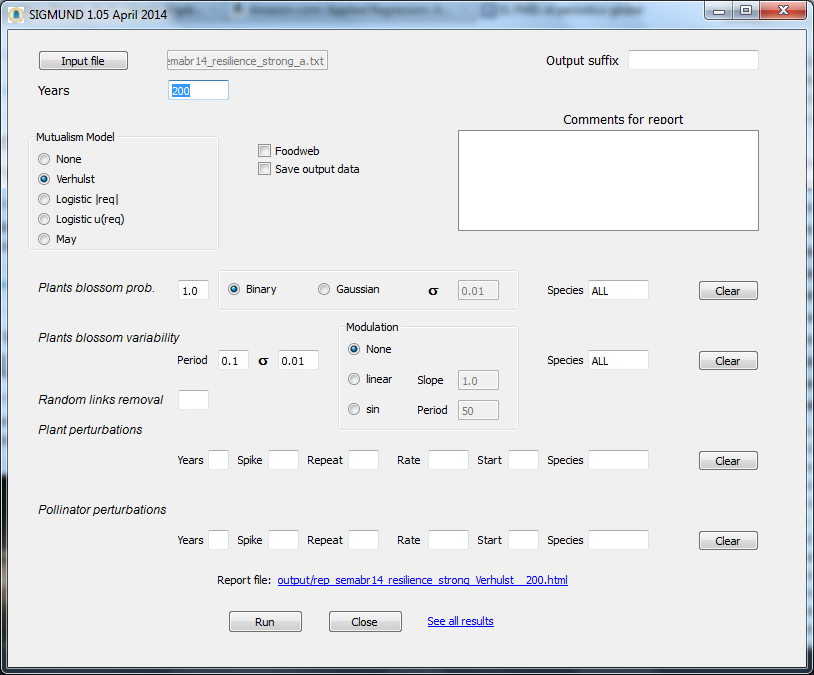 SIGMUND 1.05 April 2014
Input file
emabr14_resilience_strong_a.txt
Output suffix
Years
200
Comments for report
Mutualism Model
None
Verhulst
Logistic |req|
Logistic u(req)
May
Foodweb
Save output data
Plants blossom prob.
1.0
Binary
Gaussian
σ
0.01
Species
ALL
Clear
Plants blossom variability
Period
0.1
σ
0.01
Modulation
None
linear
Slope
1.0
sin
Period
50
Species
ALL
Clear
Random links removal
Plant perturbations
Years
Spike
Repeat
Rate
Start
Species
Clear
Pollinator perturbations
Years
Spike
Repeat
Rate
Start
Species
Clear
Report file: output/rep_semabr14_resilience_strong_Verhulst__200.html
Run
Close
See all results